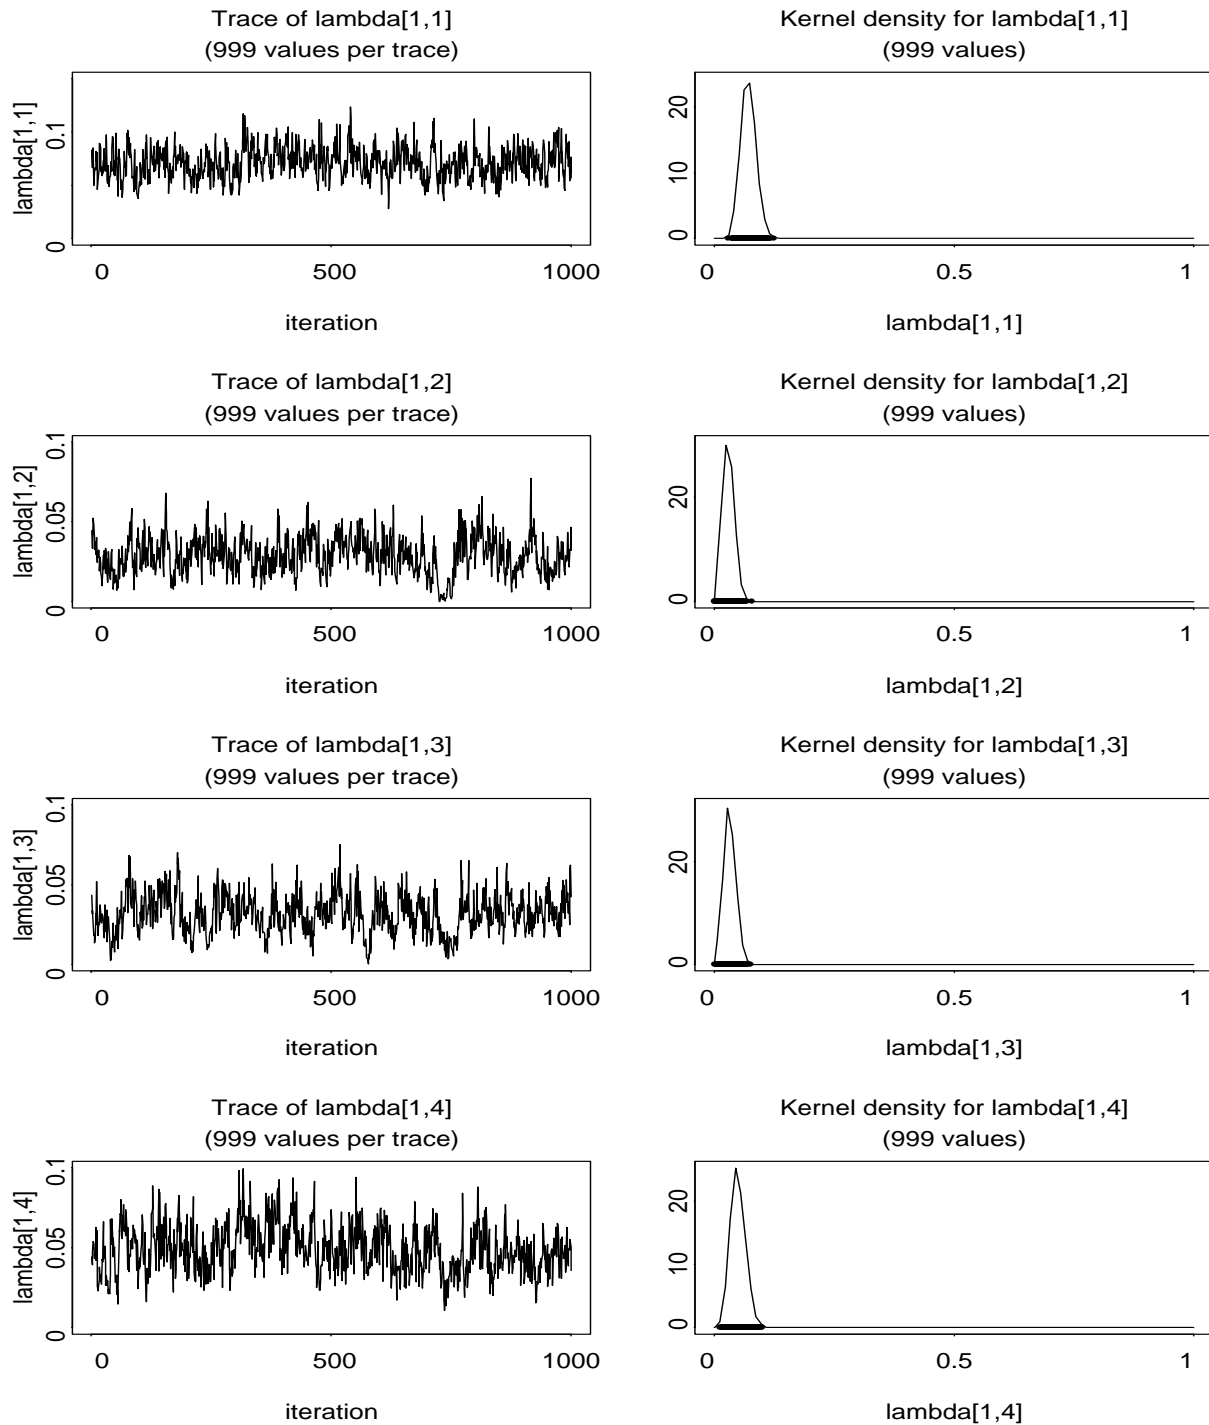 Trace of lambda[1,1]
(999 values per trace)
lambda[1,1]
0.1
0
0
500
1000
iteration
Kernel density for lambda[1,1]
(999 values)
20
10
0
0
0.5
1
lambda[1,1]
Trace of lambda[1,2]
(999 values per trace)
lambda[1,2]
0.1
0.05
0
0
500
1000
iteration
Kernel density for lambda[1,2]
(999 values)
20
0
0
0.5
1
lambda[1,2]
Trace of lambda[1,3]
(999 values per trace)
lambda[1,3]
0.1
0.05
0
0
500
1000
iteration
Kernel density for lambda[1,3]
(999 values)
20
0
0
0.5
1
lambda[1,3]
Trace of lambda[1,4]
(999 values per trace)
lambda[1,4]
0.1
0.05
0
0
500
1000
iteration
Kernel density for lambda[1,4]
(999 values)
20
10
0
0
0.5
1
lambda[1,4]